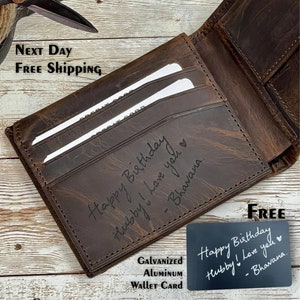 Next Day
Free Shipping
Happy Birthday
Hubby! Love you ♥
- Bhavana
Free
Galvanized
Aluminum
Wallet Card
Happy Birthday
Hubby! Love you ♥
- Bhavana